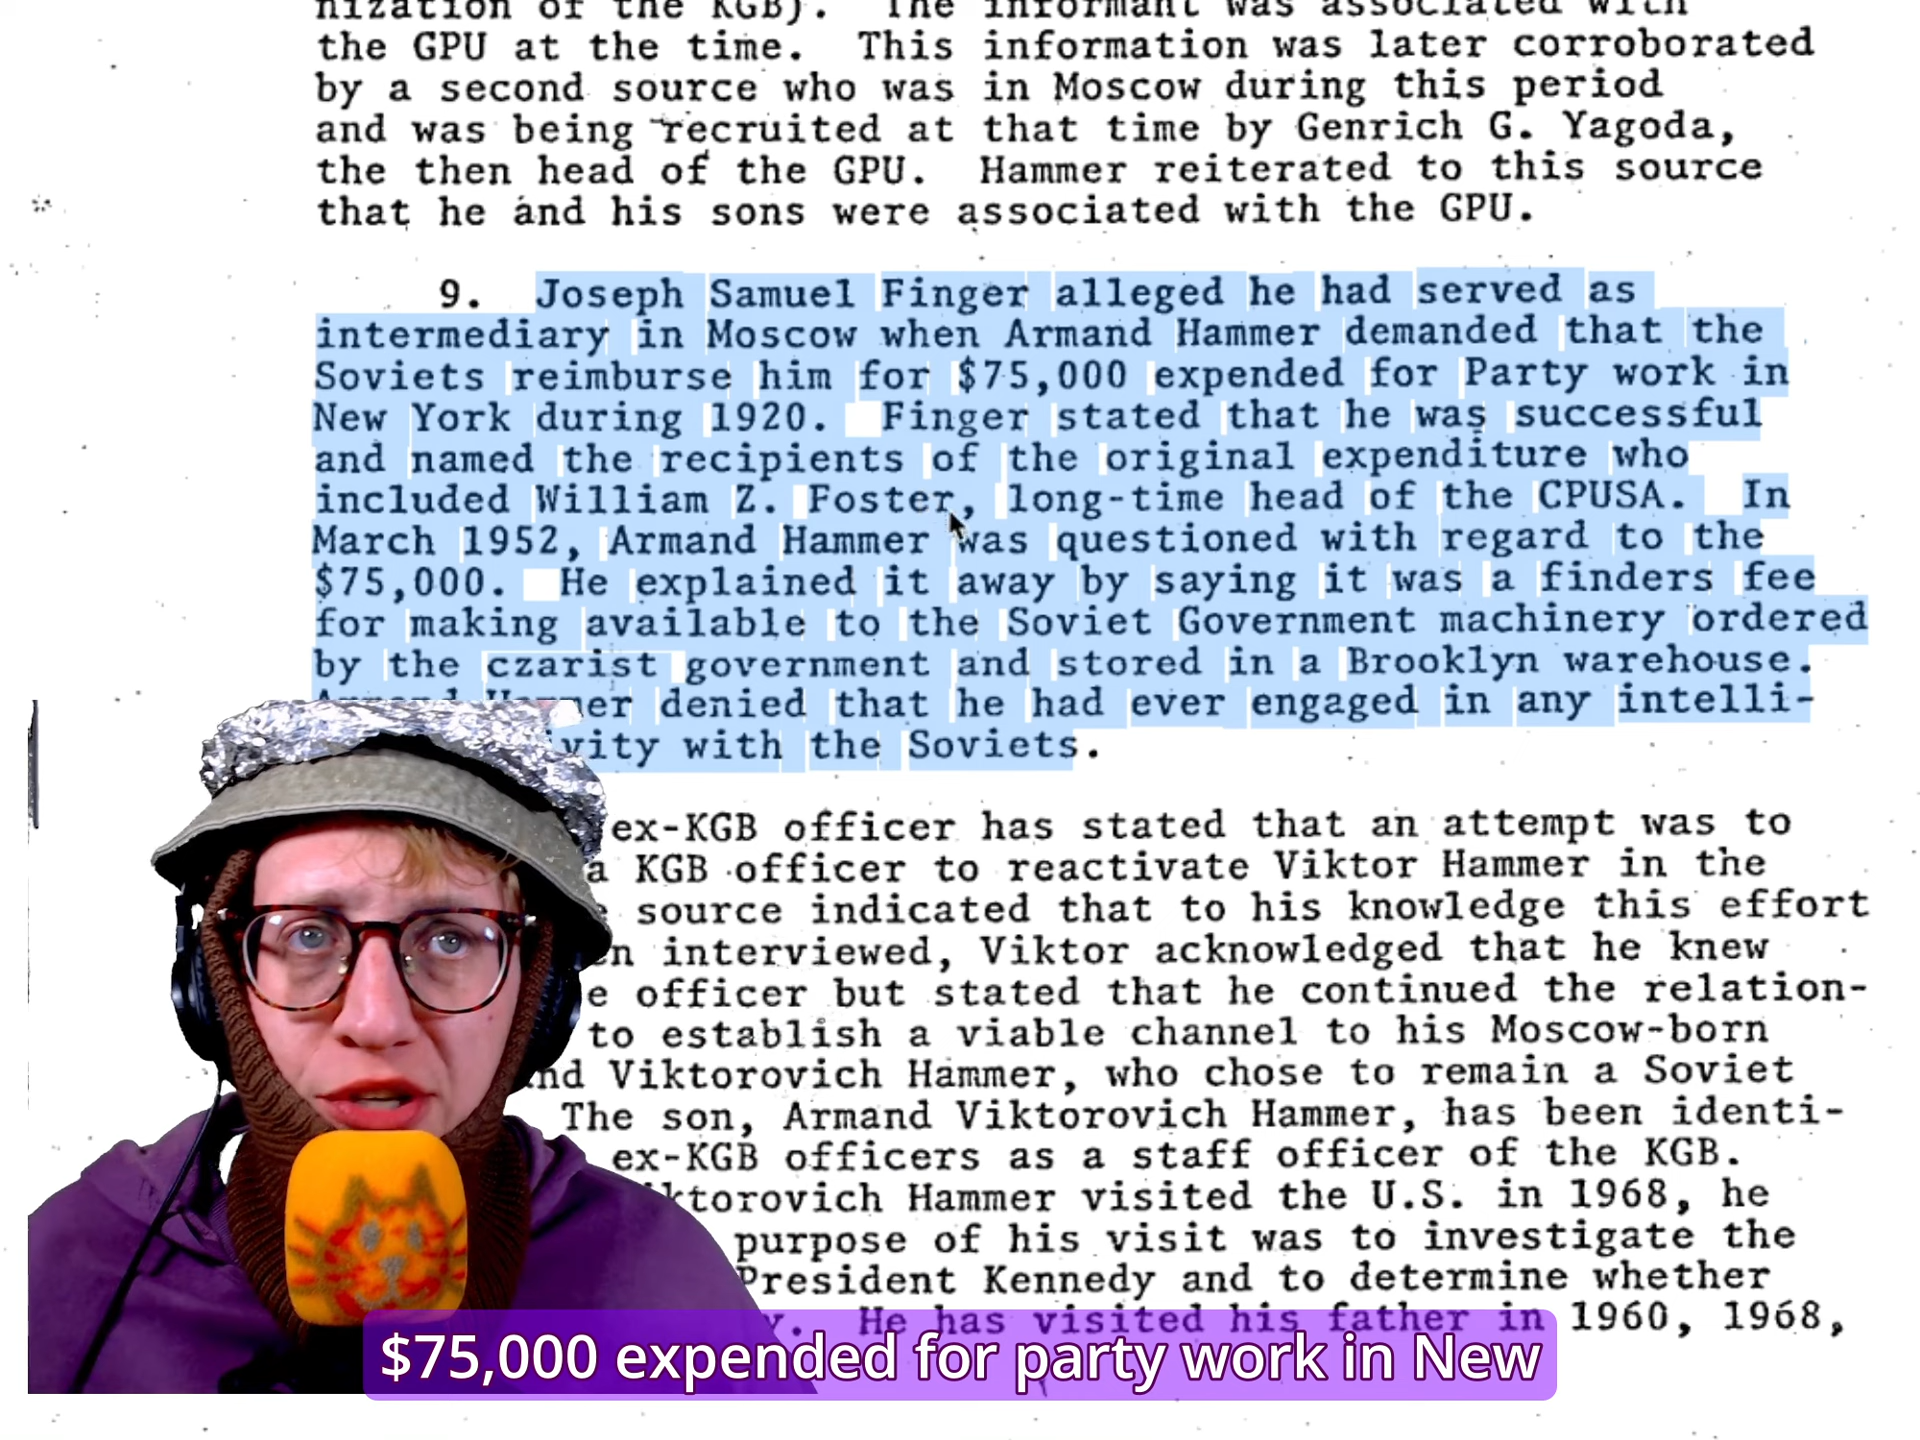 nization of the KGB). The informant was associated with
the GPU at the time. This information was later corroborated
by a second source who was in Moscow during this period
and was being recruited at that time by Genrich G. Yagoda,
the then head of the GPU. Hammer reiterated to this source
that he and his sons were associated with the GPU.
9. Joseph Samuel Finger alleged he had served as
intermediary in Moscow when Armand Hammer demanded that the
Soviets reimburse him for $75,000 expended for Party work in
New York during 1920. Finger stated that he was successful
and named the recipients of the original expenditure who
included William Z. Foster, long-time head of the CPUSA. In
March 1952, Armand Hammer was questioned with regard to the
$75,000. He explained it away by saying it was a finders fee
for making available to the Soviet Government machinery ordered
by the czarist government and stored in a Brooklyn warehouse.
Armand Hammer denied that he had ever engaged in any intelli-
vity with the Soviets.
ex-KGB officer has stated that an attempt was to
a KGB officer to reactivate Viktor Hammer in the
source indicated that to his knowledge this effort
en interviewed, Viktor acknowledged that he knew
e officer but stated that he continued the relation-
to establish a viable channel to his Moscow-born
nd Viktorovich Hammer, who chose to remain a Soviet
The son, Armand Viktorovich Hammer, has been identi-
ex-KGB officers as a staff officer of the KGB.
ktorovich Hammer visited the U.S. in 1968, he
purpose of his visit was to investigate the
President Kennedy and to determine whether
y. He has visited his father in 1960, 1968,
$75,000 expended for party work in New